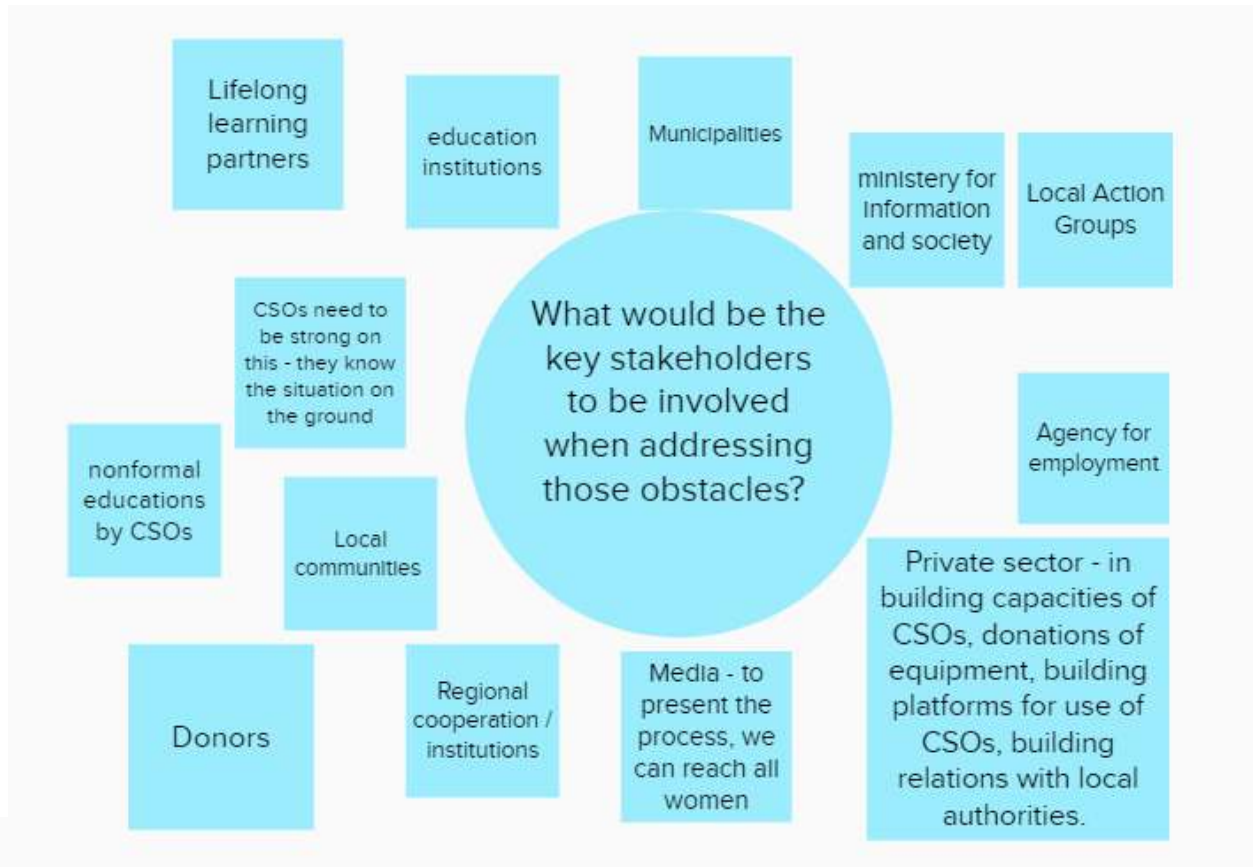 Lifelong
learning
partners
education
institutions
Municipalities
ministery for
information
and society
Local Action
Groups
CSOs need to
be strong on
this - they know
the situation on
the ground
What would be the
key stakeholders
to be involved
when addressing
those obstacles?
Agency for
employment
nonformal
educations
by CSOs
Local
communities
Private sector - in
building capacities of
CSOs, donations of
equipment, building
platforms for use of
CSOs, building
relations with local
authorities.
Donors
Regional
cooperation /
institutions
Media - to
present the
process, we
can reach all
women